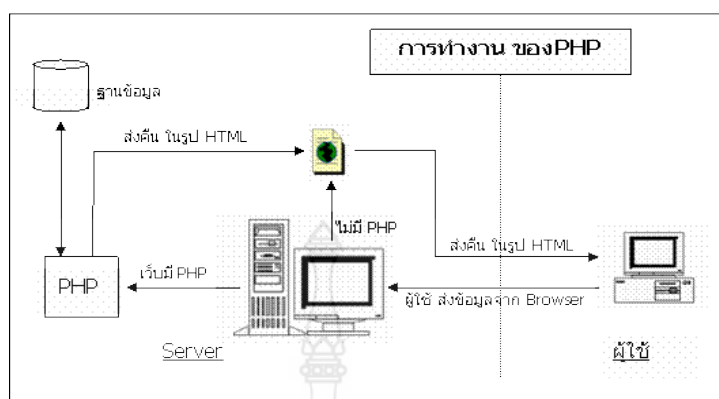 การทำงาน ของPHP
ฐานข้อมูล
ส่งคืน ในรูป HTML
ไม่มี PHP
ส่งคืน ในรูป HTML
PHP
เว็บมี PHP
ผู้ใช้ ส่งข้อมูลจาก Browser
Server
ผู้ใช้